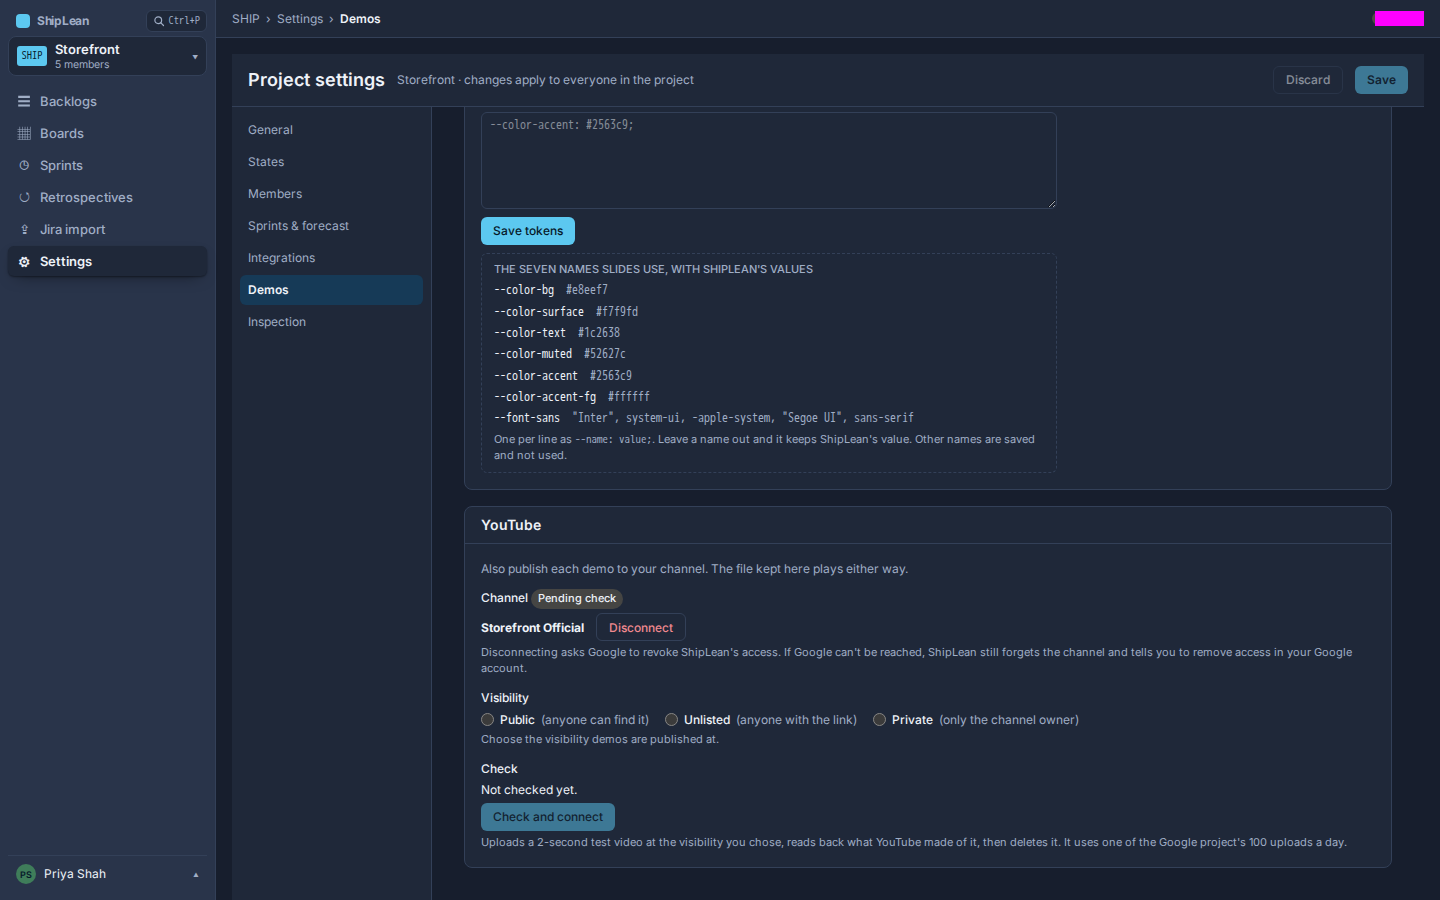 ShipLean
Ctrl+P
SHIP
Storefront
5 members
Backlogs
Boards
Sprints
Retrospectives
Jira import
Settings
Priya Shah
PS
SHIP › Settings › Demos
Project settings
Storefront · changes apply to everyone in the project
Discard
Save
General
States
Members
Sprints & forecast
Integrations
Demos
Inspection
--color-accent: #2563c9;
Save tokens
THE SEVEN NAMES SLIDES USE, WITH SHIPLEAN'S VALUES
--color-bg #e8eef7
--color-surface #f7f9fd
--color-text #1c2638
--color-muted #52627c
--color-accent #2563c9
--color-accent-fg #ffffff
--font-sans "Inter", system-ui, -apple-system, "Segoe UI", sans-serif
One per line as --name: value;. Leave a name out and it keeps ShipLean's value. Other names are saved
and not used.
YouTube
Also publish each demo to your channel. The file kept here plays either way.
Channel Pending check
Storefront Official Disconnect
Disconnecting asks Google to revoke ShipLean's access. If Google can't be reached, ShipLean still forgets the channel and tells you to remove access in your Google
account.
Visibility
Public (anyone can find it) Unlisted (anyone with the link) Private (only the channel owner)
Choose the visibility demos are published at.
Check
Not checked yet.
Check and connect
Uploads a 2-second test video at the visibility you chose, reads back what YouTube made of it, then deletes it. It uses one of the Google project's 100 uploads a day.